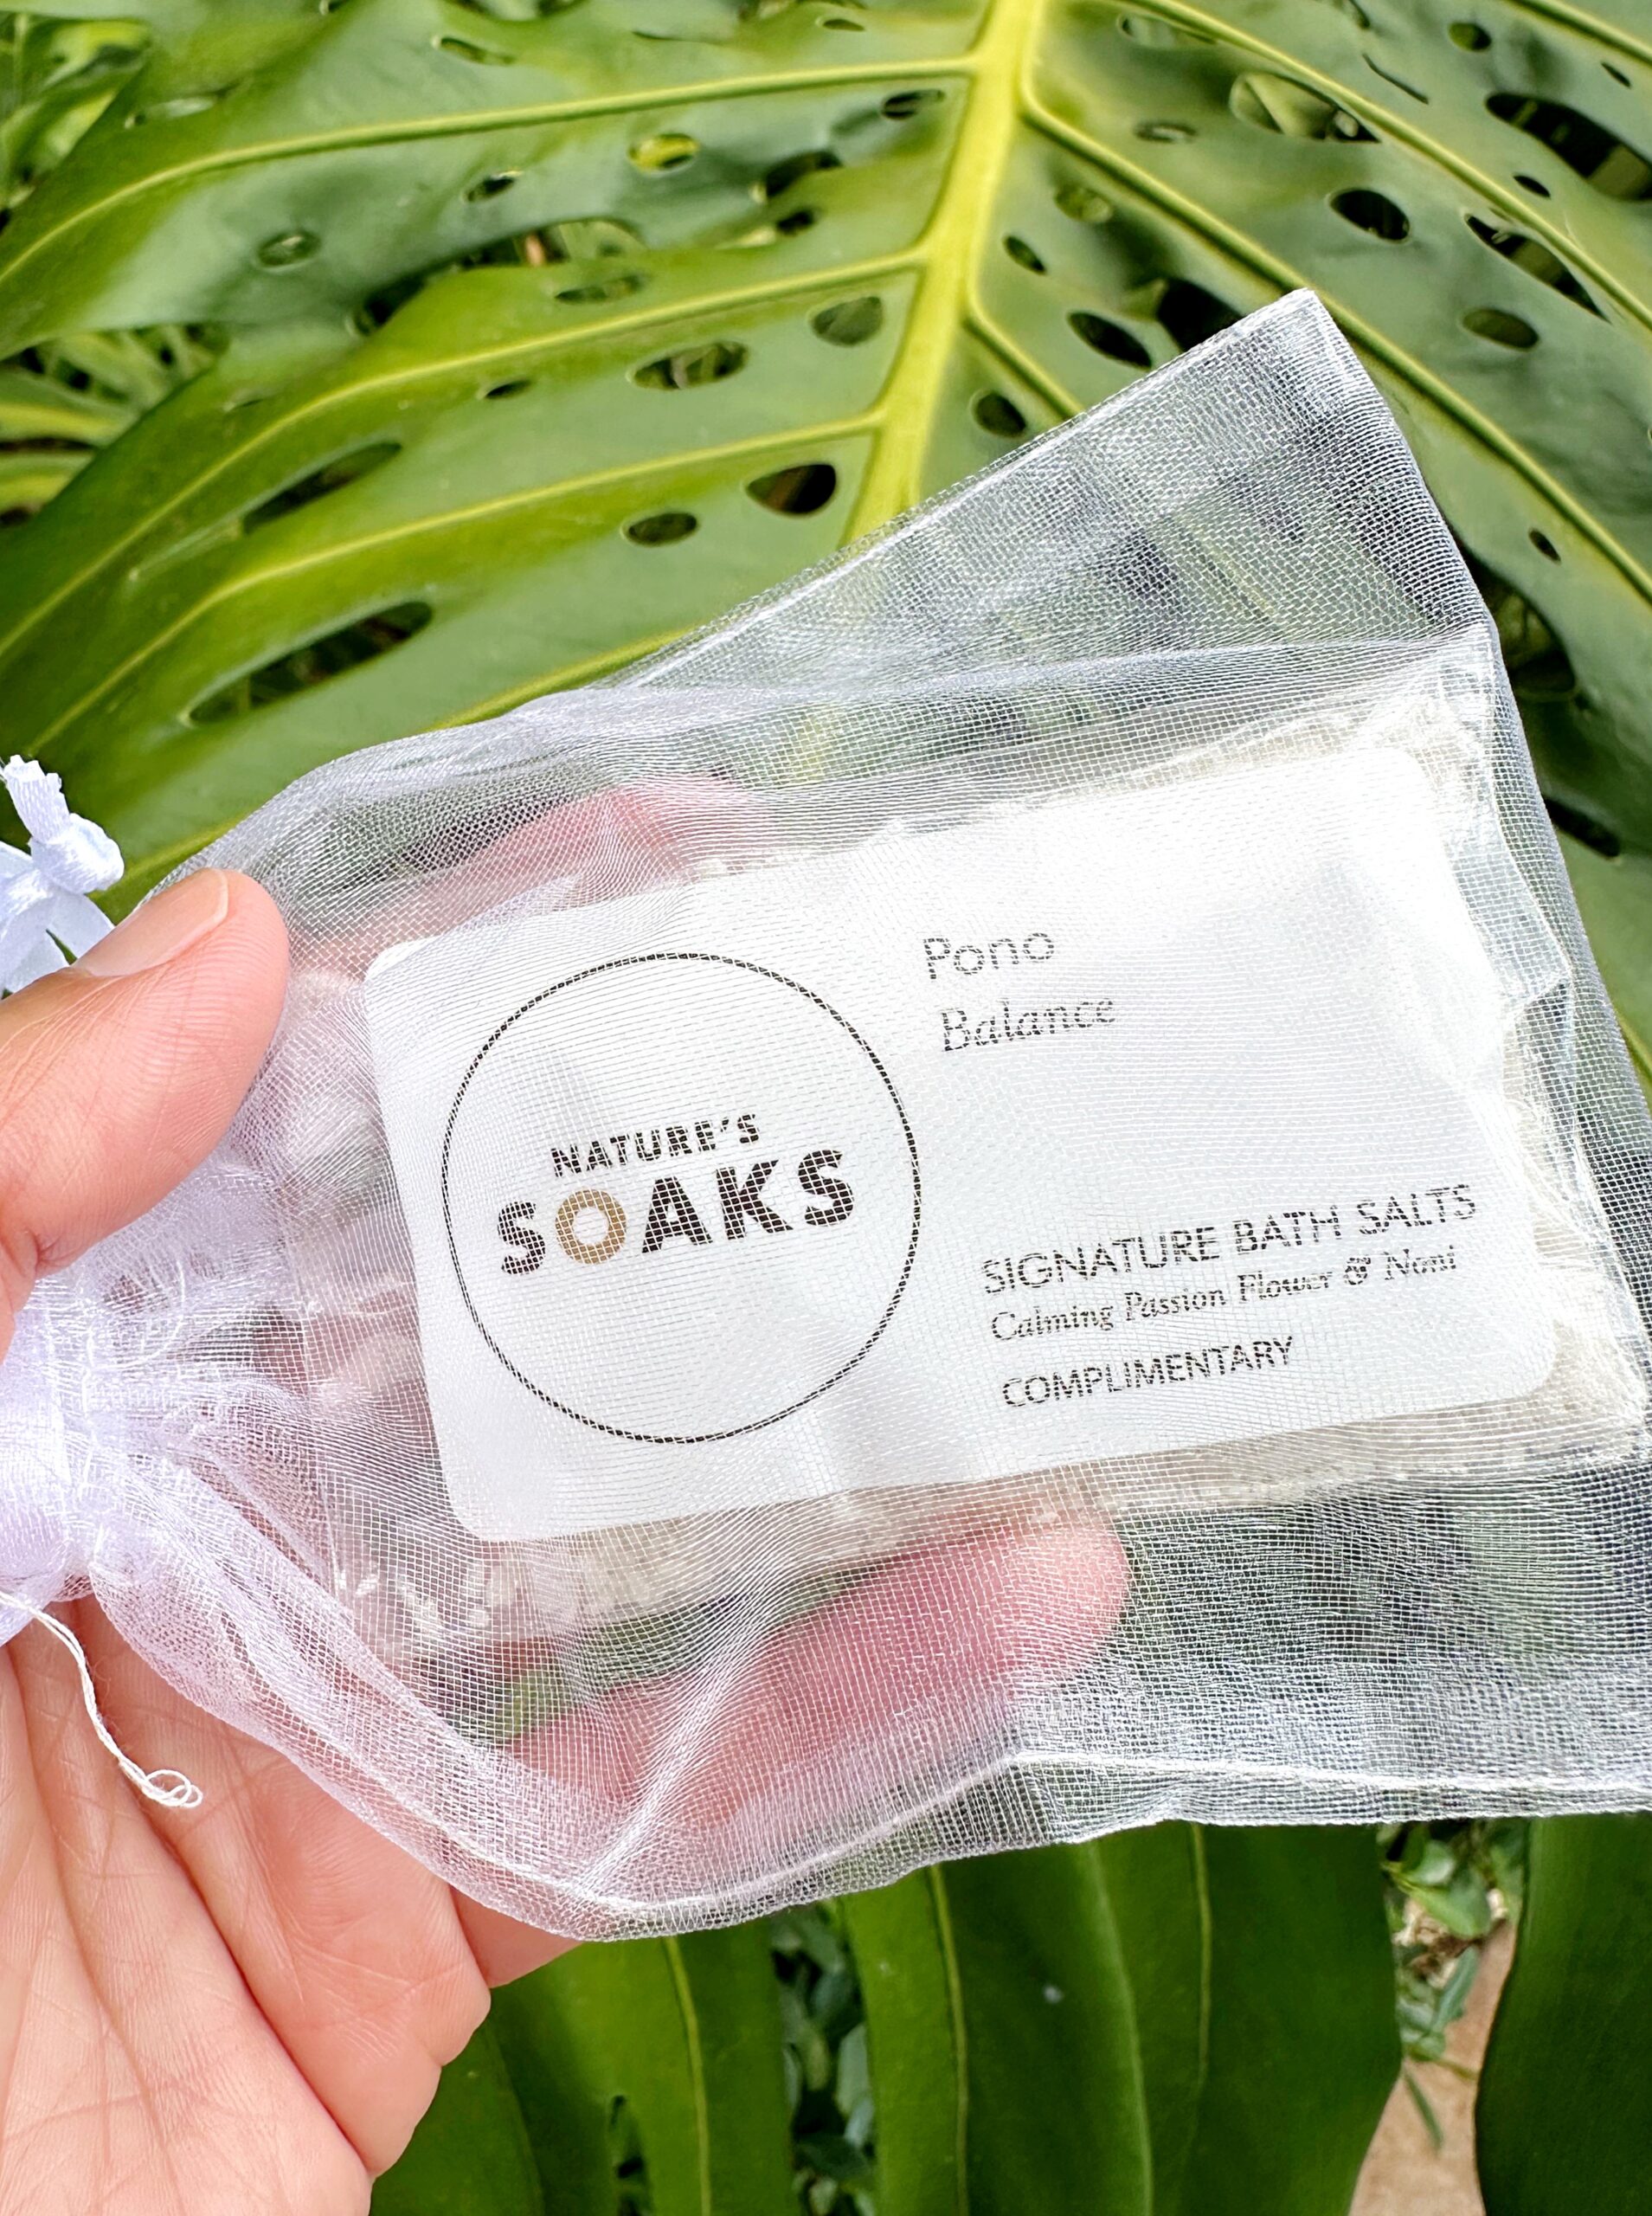 NATURE'S
SOAKS
Pono
Balance
SIGNATURE BATH SALTS
Calming Passion Flower & Noni
COMPLIMENTARY